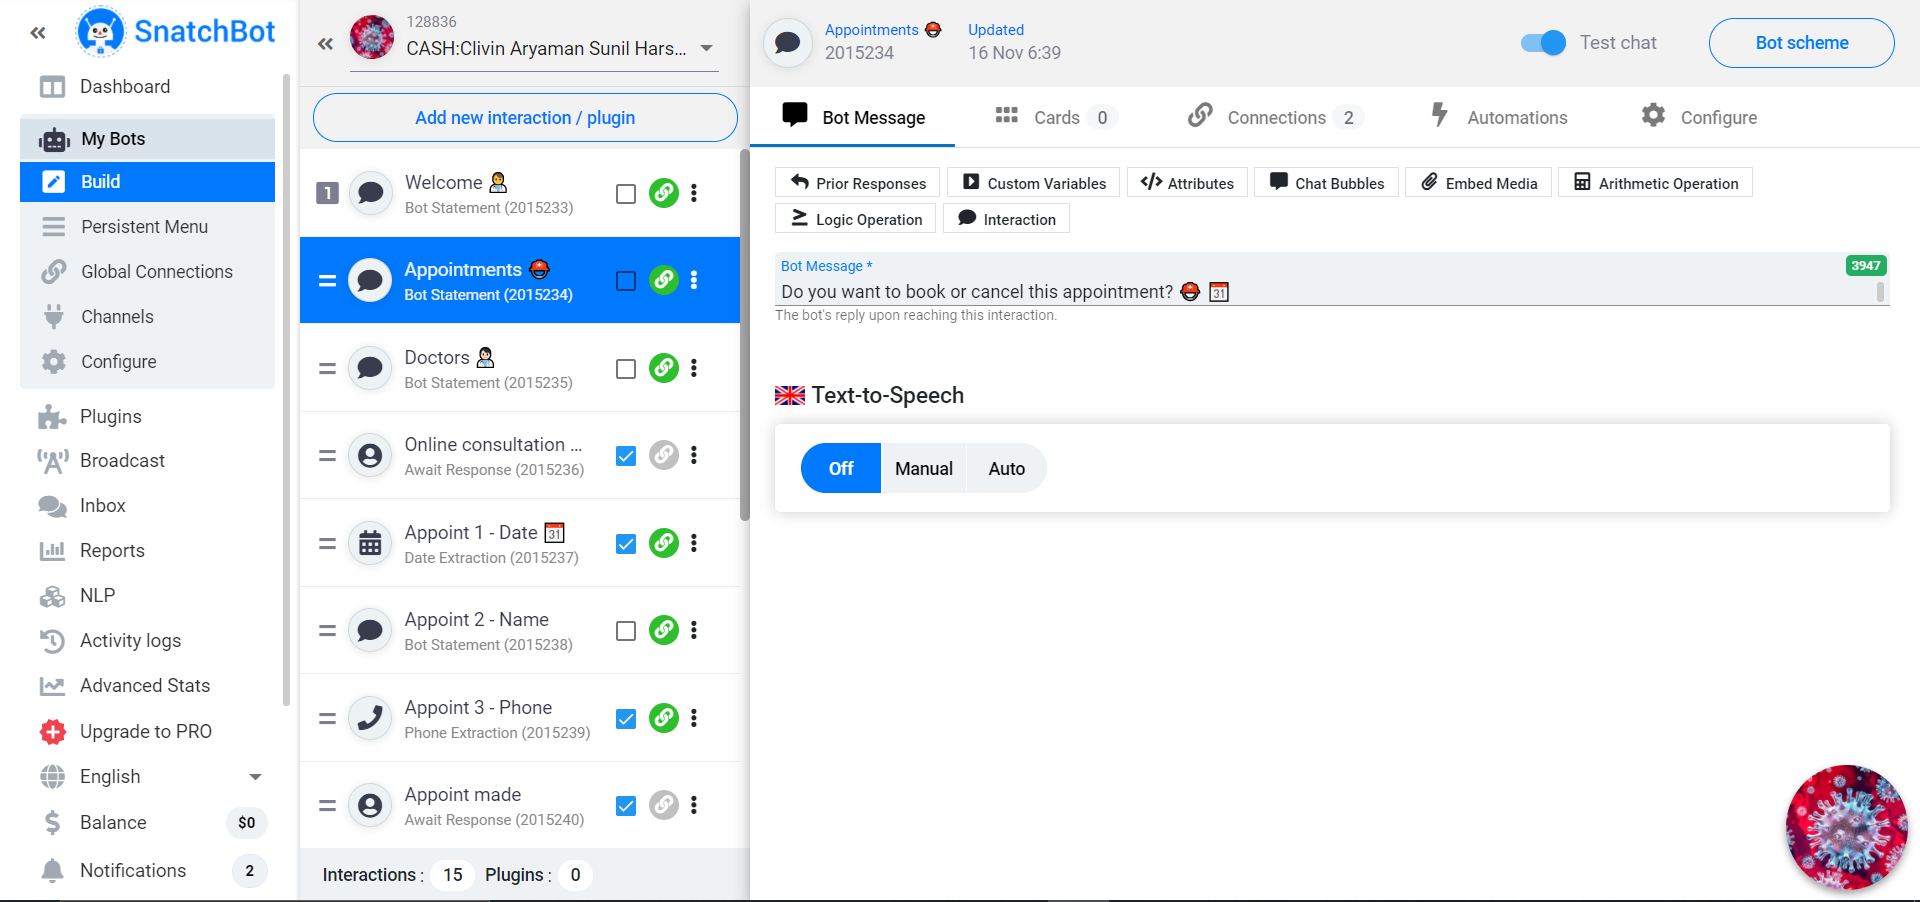 SnatchBot
Dashboard
My Bots
Build
Persistent Menu
Global Connections
Channels
Configure
Plugins
Broadcast
Inbox
Reports
NLP
Activity logs
Advanced Stats
Upgrade to PRO
English
Balance $0
Notifications 2
128836
CASH:Clivin Aryaman Sunil Hars...
Add new interaction / plugin
1
Welcome
Bot Statement (2015233)
Appointments
Bot Statement (2015234)
Doctors
Bot Statement (2015235)
Online consultation ...
Await Response (2015236)
Appoint 1 - Date 31
Date Extraction (2015237)
Appoint 2 - Name
Bot Statement (2015238)
Appoint 3 - Phone
Phone Extraction (2015239)
Appoint made
Await Response (2015240)
Interactions : 15 Plugins : 0
Appointments
2015234
Updated
16 Nov 6:39
Test chat
Bot scheme
Bot Message
Cards 0
Connections 2
Automations
Configure
Prior Responses
Custom Variables
Attributes
Chat Bubbles
Embed Media
Arithmetic Operation
Logic Operation
Interaction
Bot Message *
3947
Do you want to book or cancel this appointment? 31
The bot's reply upon reaching this interaction.
Text-to-Speech
Off Manual Auto